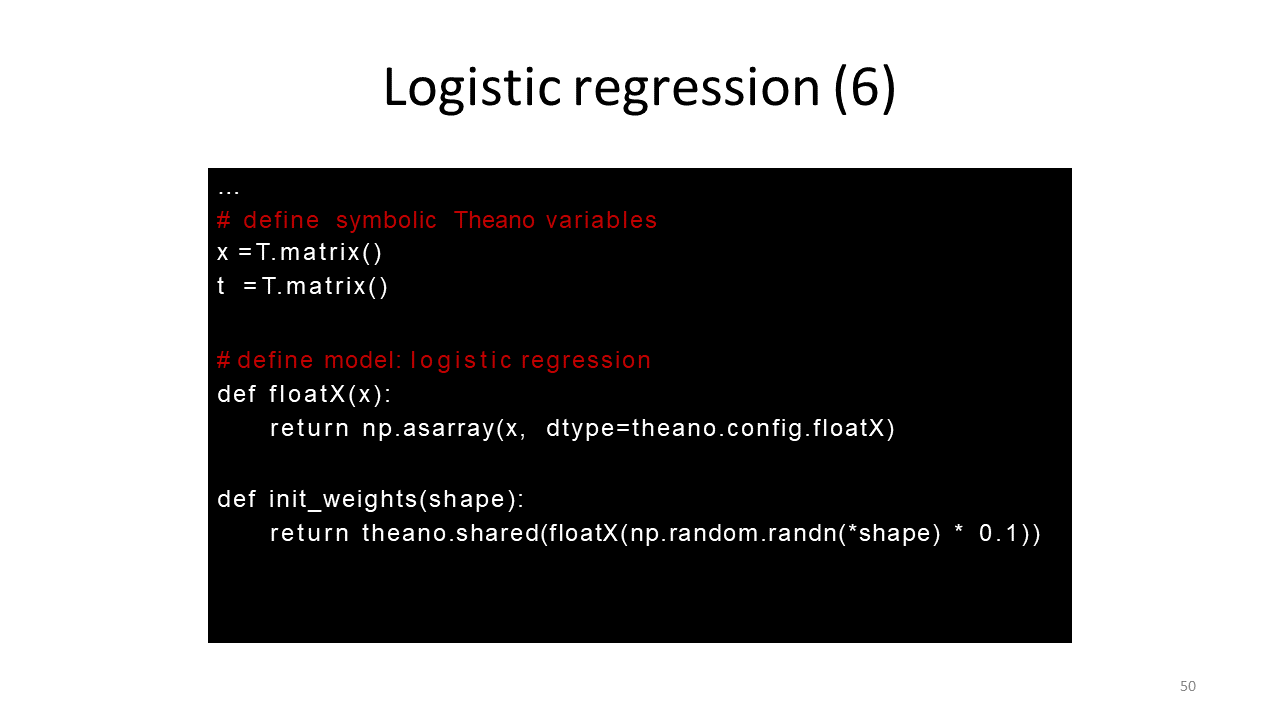 Logistic regression (6)
...
# define symbolic Theano variables
x =T.matrix()
t =T.matrix()
# define model: logistic regression
def floatX(x):
return np.asarray(x, dtype=theano.config.floatX)
def init_weights(shape):
return theano.shared(floatX(np.random.randn(*shape) * 0.1))
50